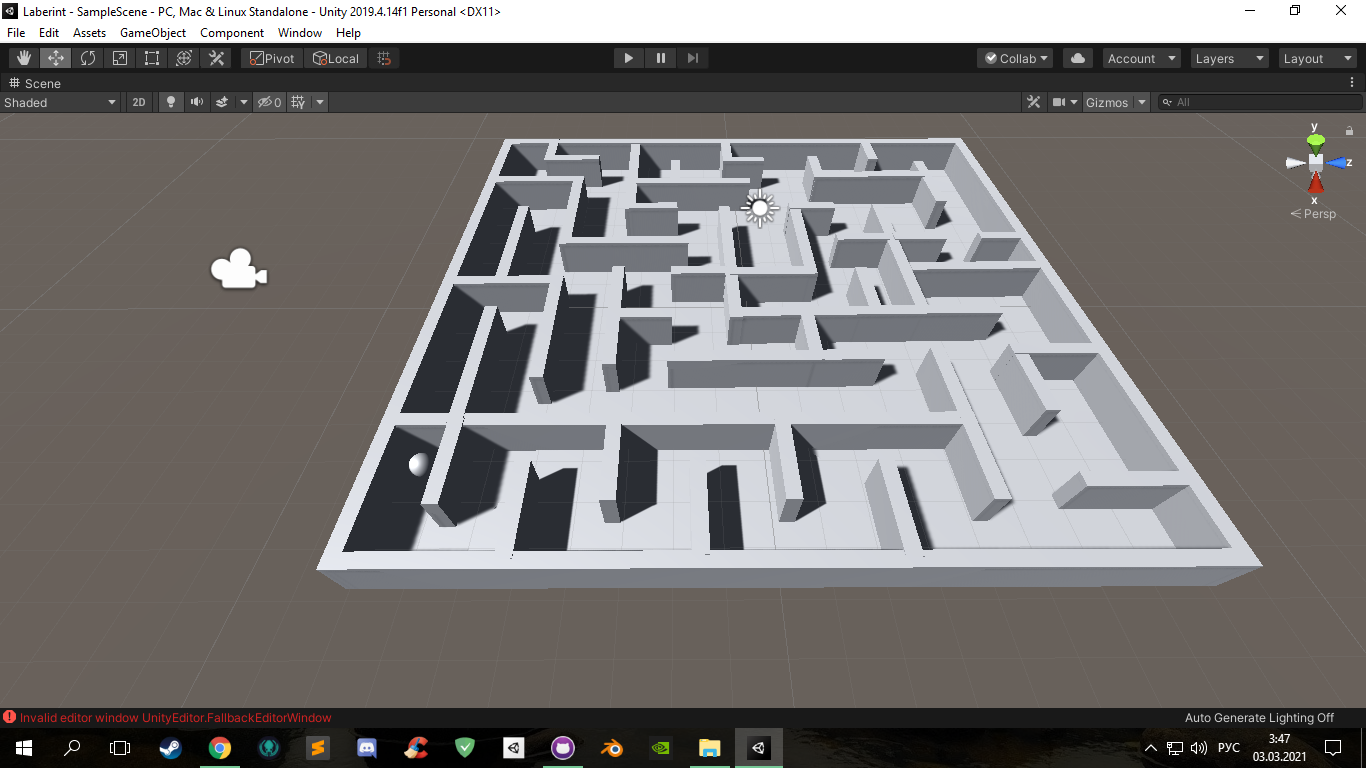 Laberint - SampleScene - PC, Mac & Linux Standalone - Unity 2019.4.14f1 Personal <DX11>
File Edit Assets GameObject Component Window Help
Pivot Local Collab Account Layers Layout
Scene
Shaded 2D 0 Gizmos All
y
z
x
Persp
Invalid editor window UnityEditor.FallbackEditorWindow Auto Generate Lighting Off
РУС 3:47
03.03.2021